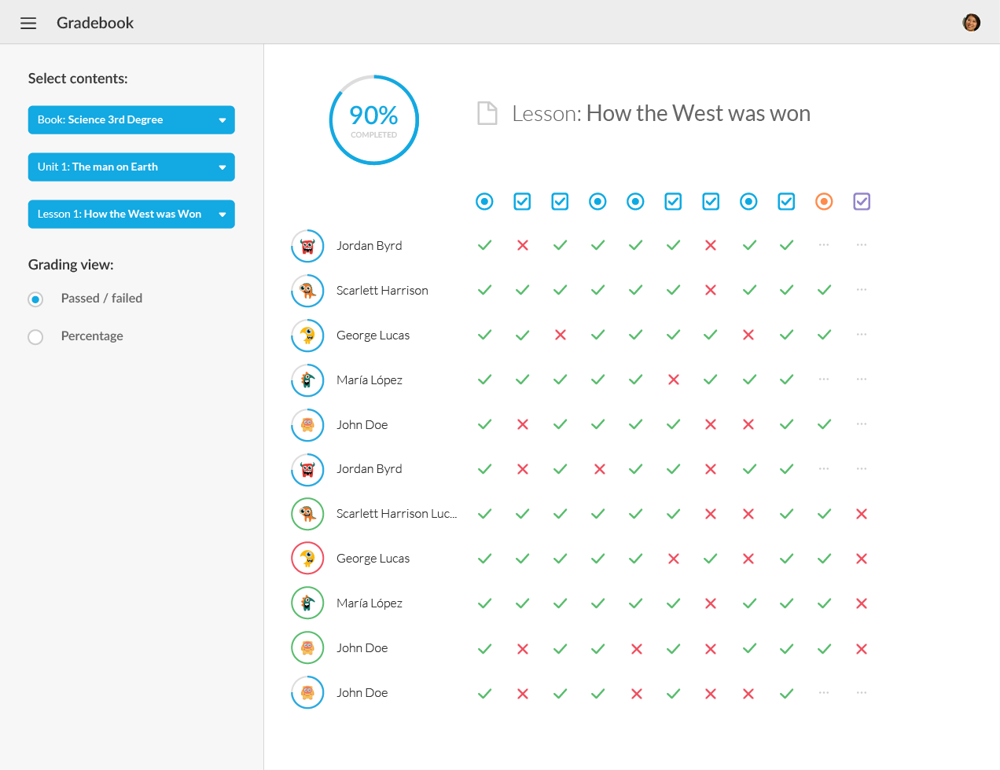 Gradebook
Select contents:
Book: Science 3rd Degree
Unit 1: The man on Earth
Lesson 1: How the West was Won
Grading view:
Passed / failed
Percentage
90%
COMPLETED
Lesson: How the West was won
Jordan Byrd
Scarlett Harrison
George Lucas
María López
John Doe
Jordan Byrd
Scarlett Harrison Luc...
George Lucas
María López
John Doe
John Doe